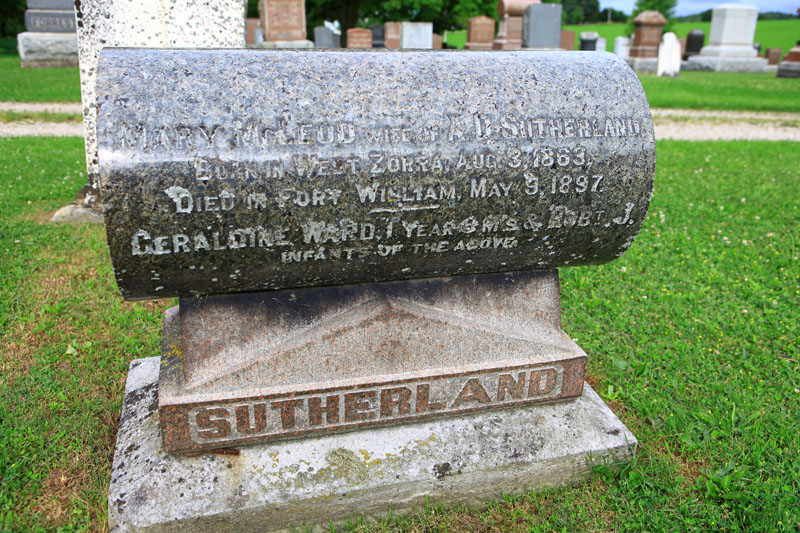 MARY MCLEOD WIFE OF A. D. SUTHERLAND,
BORN IN WEST ZORRA, AUG. 3, 1863,
DIED IN FORT WILLIAM, MAY 9, 1897.
GERALDINE WARD, 1 YEAR MS & ROBT. J.
INFANTS OF THE ABOVE.
SUTHERLAND